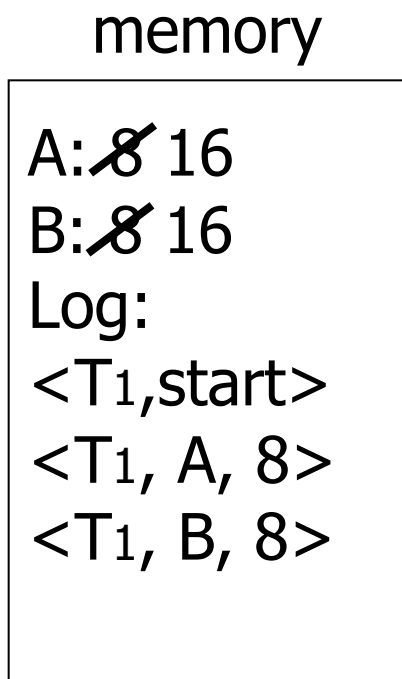 memory
A: 8 16
B: 8 16
Log:
<T1,start>
<T1, A, 8>
<T1, B, 8>